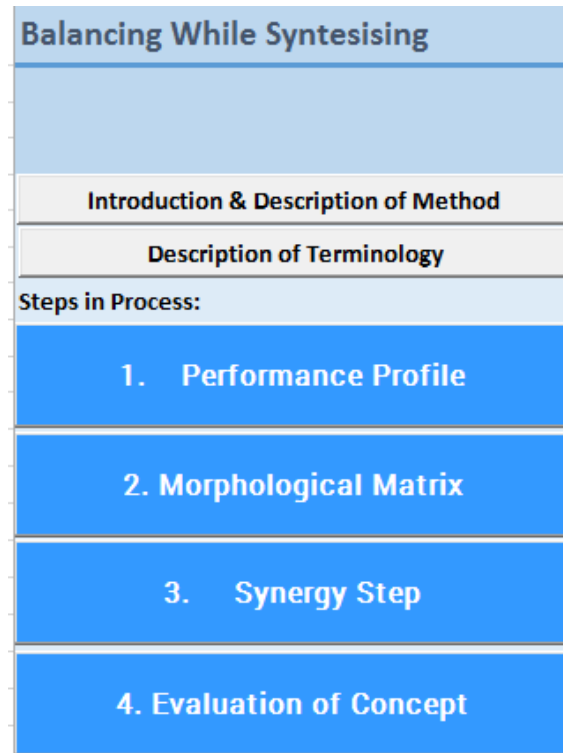 Balancing While Syntesising
Introduction & Description of Method
Description of Terminology
Steps in Process:
1. Performance Profile
2. Morphological Matrix
3. Synergy Step
4. Evaluation of Concept